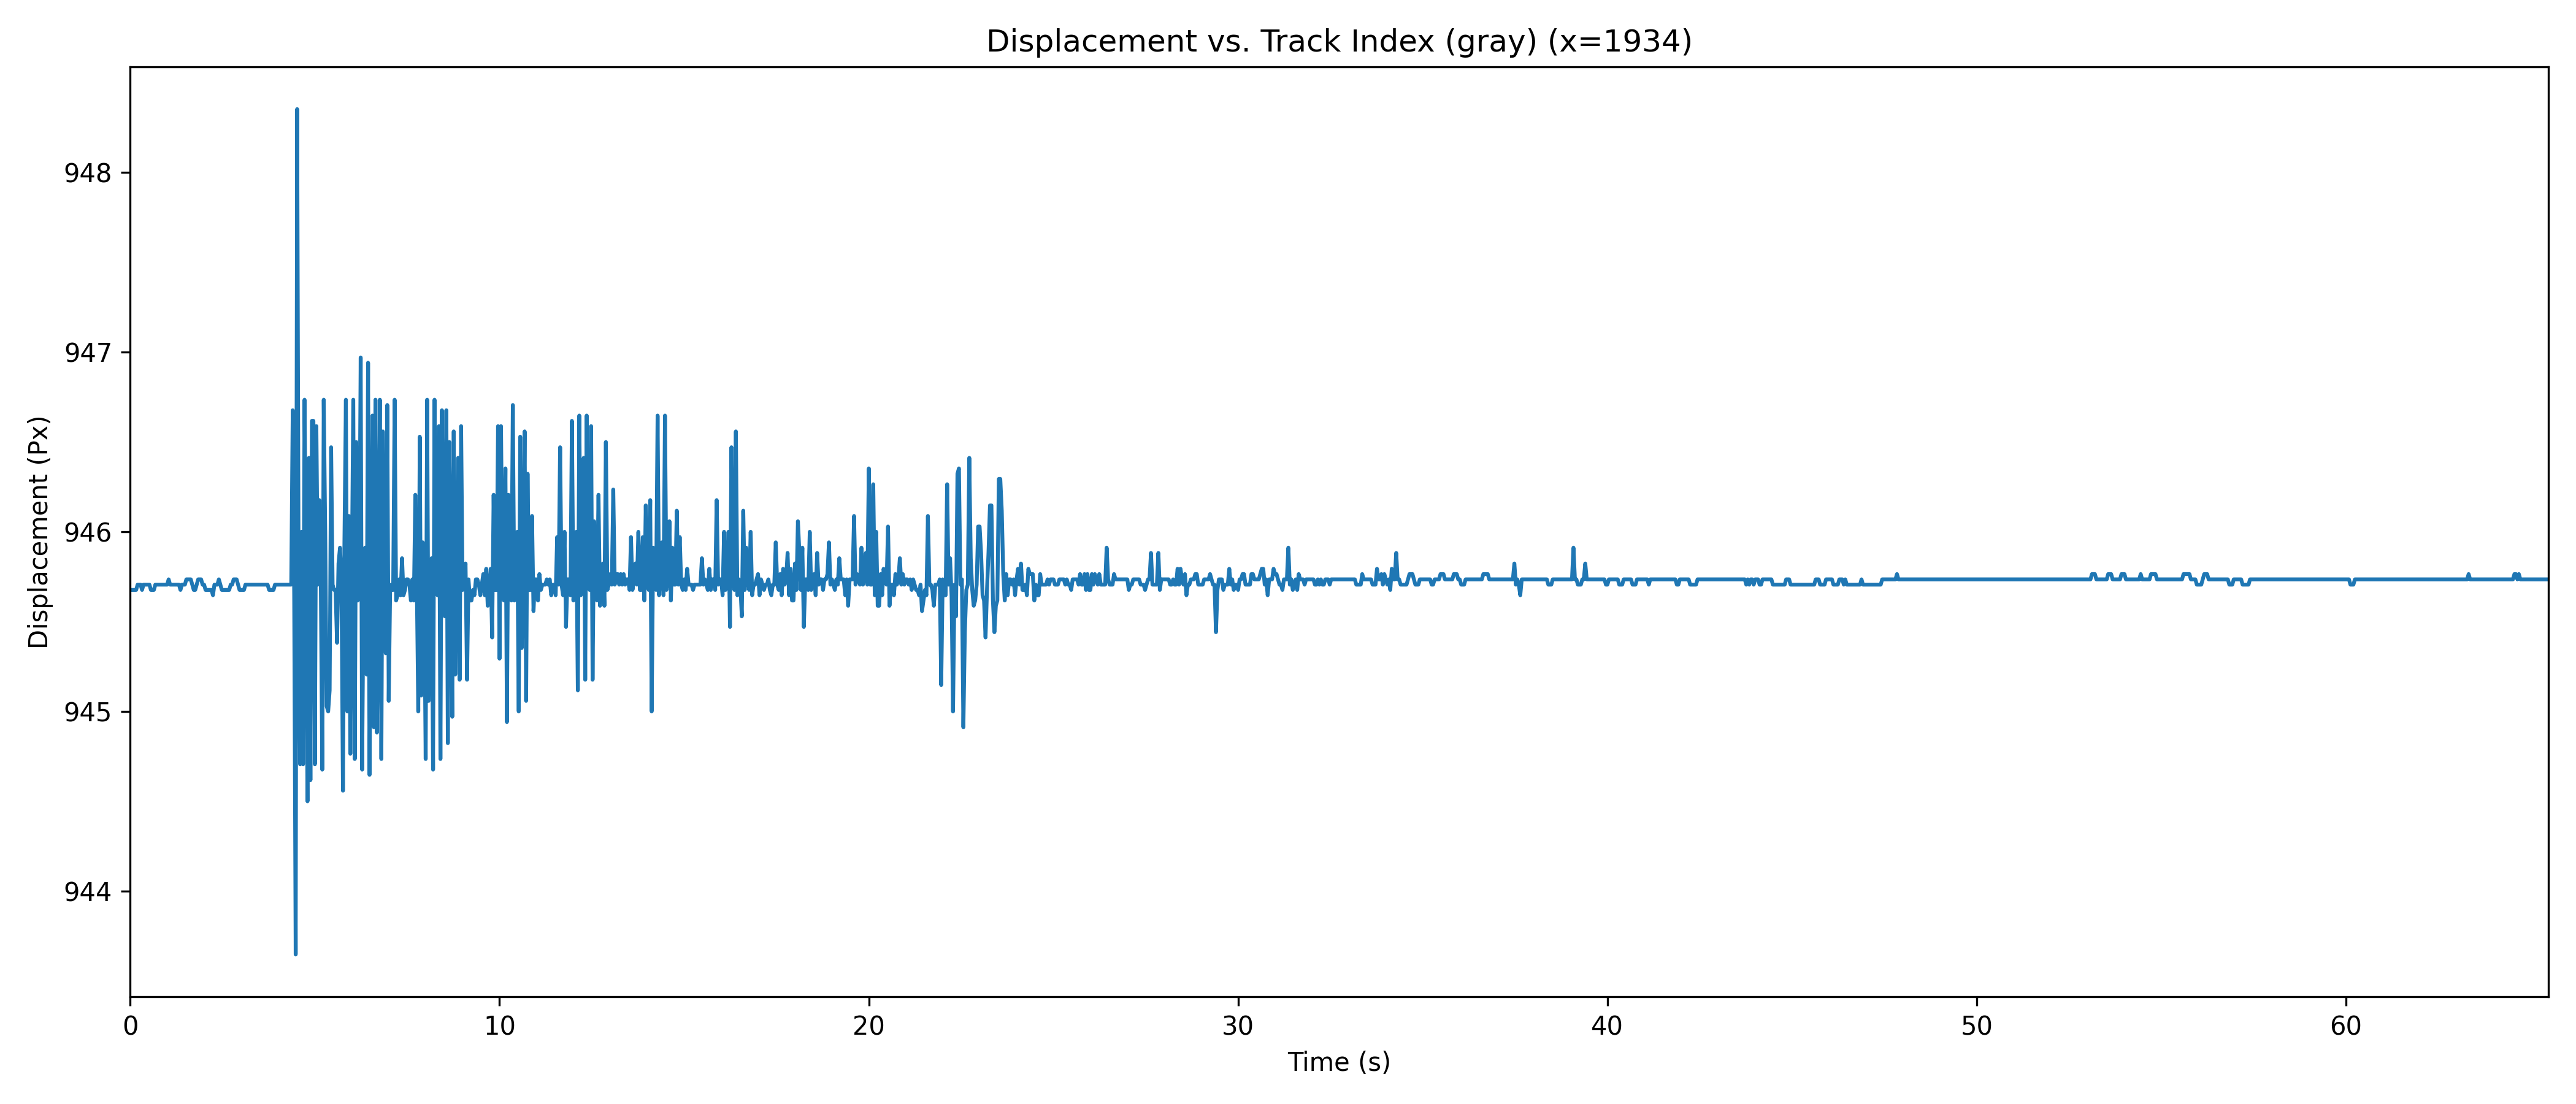 Displacement vs. Track Index (gray) (x=1934)
948
947
946
945
944
Displacement (Px)
0 10 20 30 40 50 60
Time (s)